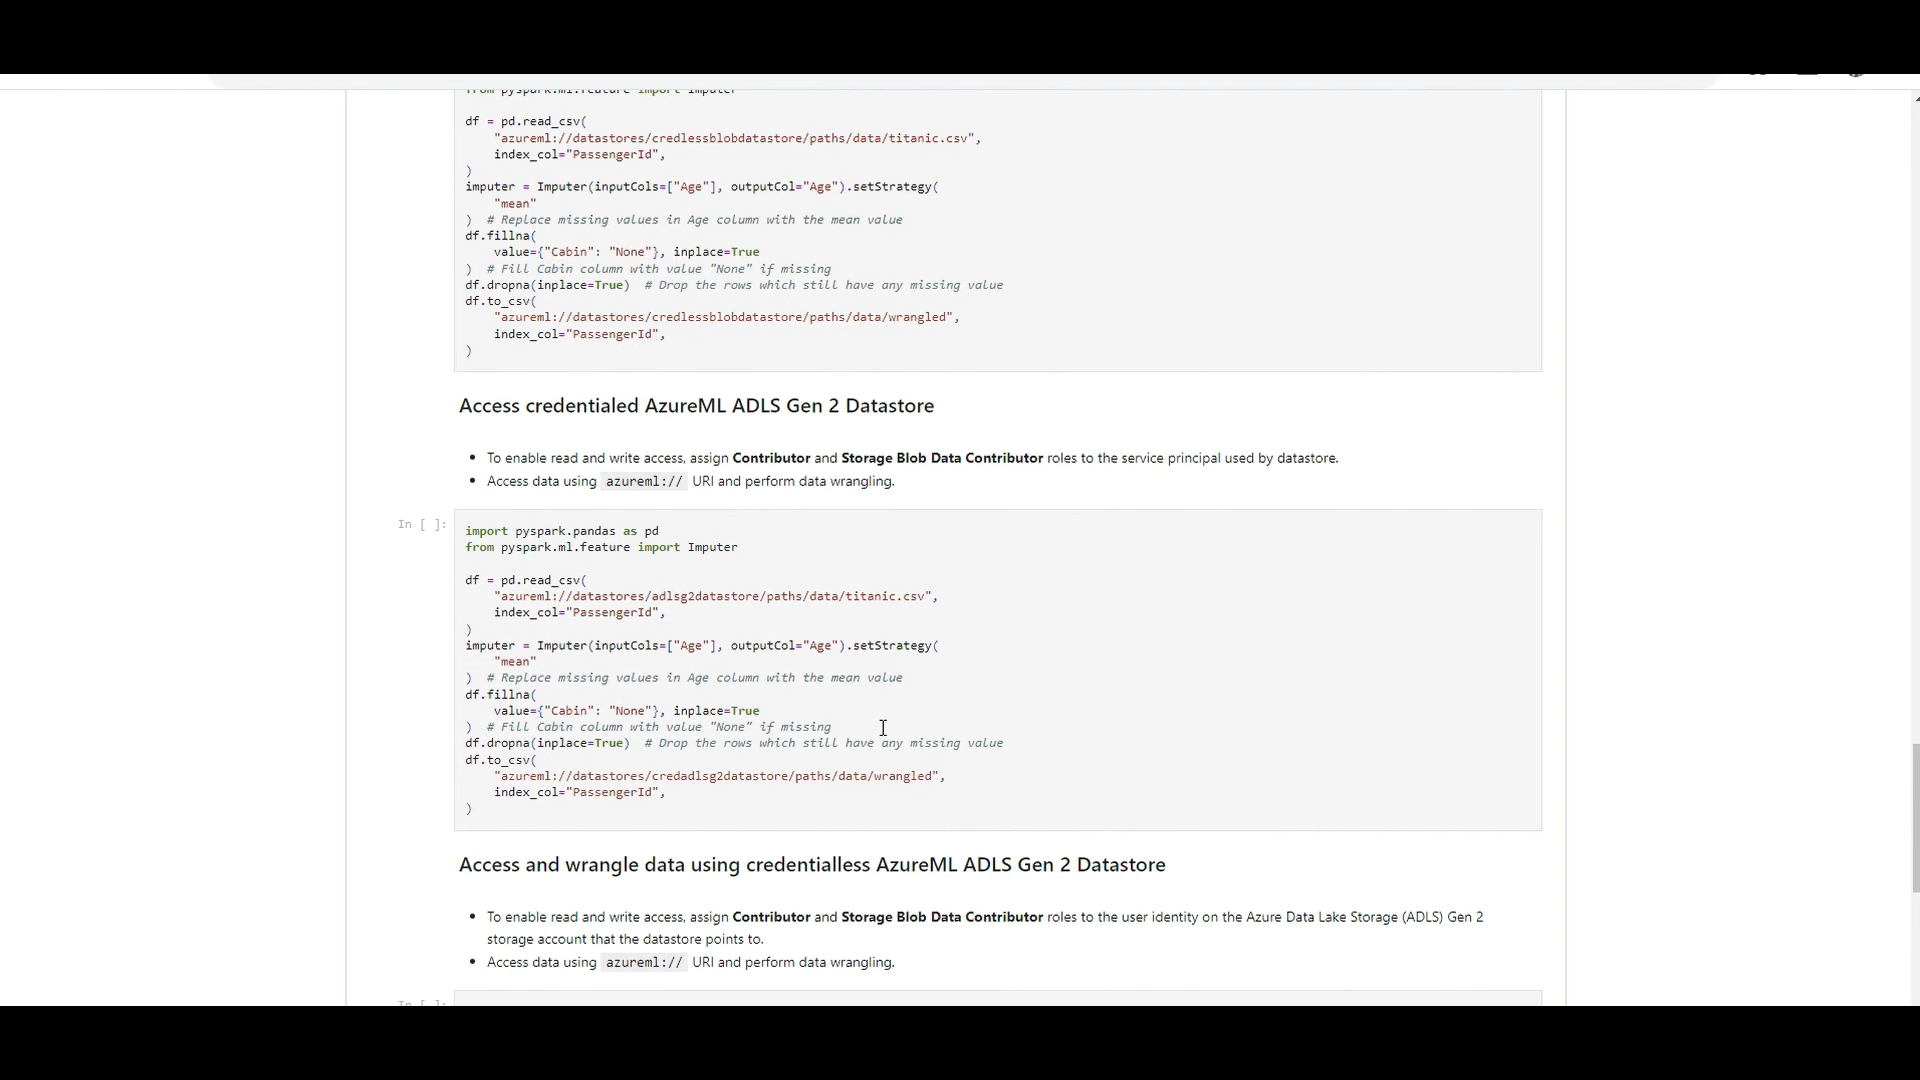 from pyspark.ml.feature import Imputer
df = pd.read_csv(
"azureml://datastores/credlessblobdatastore/paths/data/titanic.csv",
index_col="PassengerId",
)
imputer = Imputer(inputCols=["Age"], outputCol="Age").setStrategy(
"mean"
) # Replace missing values in Age column with the mean value
df.fillna(
value={"Cabin": "None"}, inplace=True
) # Fill Cabin column with value "None" if missing
df.dropna(inplace=True) # Drop the rows which still have any missing value
df.to_csv(
"azureml://datastores/credlessblobdatastore/paths/data/wrangled",
index_col="PassengerId",
)
Access credentialed AzureML ADLS Gen 2 Datastore
• To enable read and write access, assign Contributor and Storage Blob Data Contributor roles to the service principal used by datastore.
• Access data using azureml:// URI and perform data wrangling.
In [ ]:
import pyspark.pandas as pd
from pyspark.ml.feature import Imputer
df = pd.read_csv(
"azureml://datastores/adlsg2datastore/paths/data/titanic.csv",
index_col="PassengerId",
)
imputer = Imputer(inputCols=["Age"], outputCol="Age").setStrategy(
"mean"
) # Replace missing values in Age column with the mean value
df.fillna(
value={"Cabin": "None"}, inplace=True
) # Fill Cabin column with value "None" if missing
df.dropna(inplace=True) # Drop the rows which still have any missing value
df.to_csv(
"azureml://datastores/credadlsg2datastore/paths/data/wrangled",
index_col="PassengerId",
)
Access and wrangle data using credentialless AzureML ADLS Gen 2 Datastore
• To enable read and write access, assign Contributor and Storage Blob Data Contributor roles to the user identity on the Azure Data Lake Storage (ADLS) Gen 2
storage account that the datastore points to.
• Access data using azureml:// URI and perform data wrangling.
In [ ]: